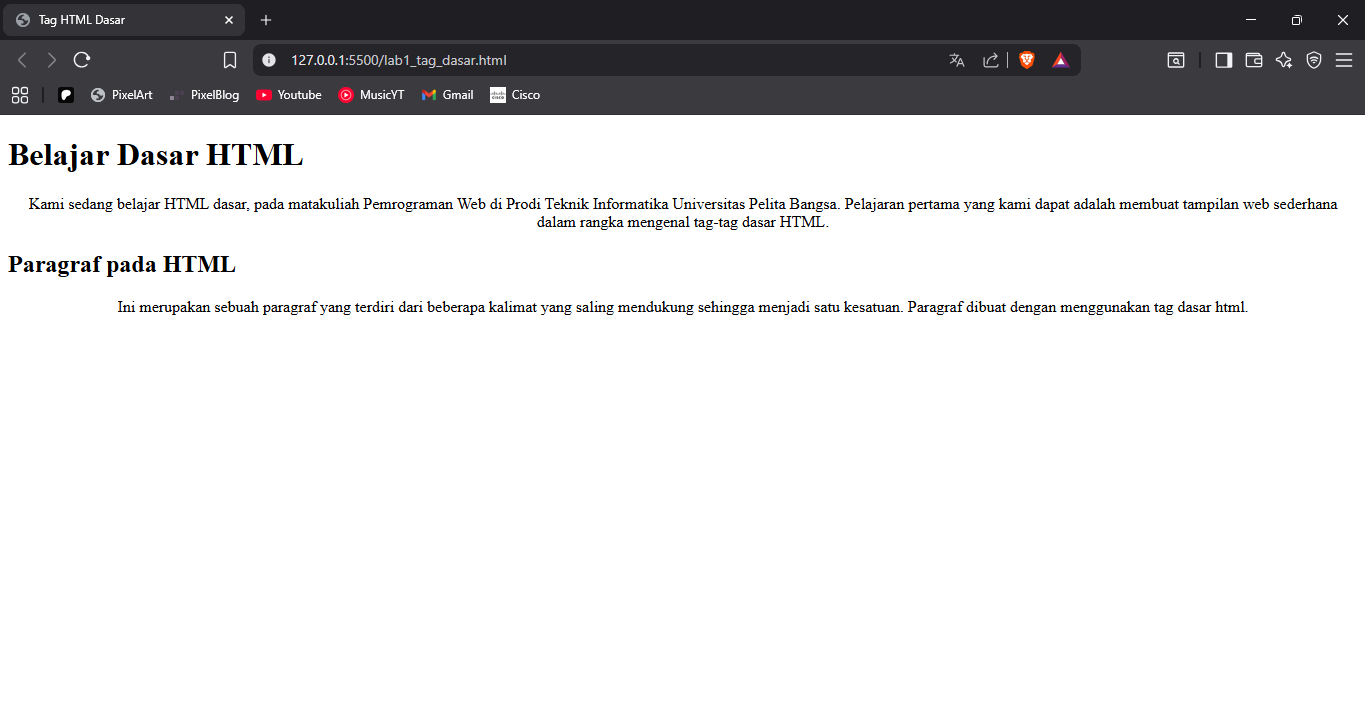 Tag HTML Dasar
127.0.0.1:5500/lab1_tag_dasar.html
PixelArt PixelBlog Youtube MusicYT Gmail Cisco
Belajar Dasar HTML
Kami sedang belajar HTML dasar, pada matakuliah Pemrograman Web di Prodi Teknik Informatika Universitas Pelita Bangsa. Pelajaran pertama yang kami dapat adalah membuat tampilan web sederhana
dalam rangka mengenal tag-tag dasar HTML.
Paragraf pada HTML
Ini merupakan sebuah paragraf yang terdiri dari beberapa kalimat yang saling mendukung sehingga menjadi satu kesatuan. Paragraf dibuat dengan menggunakan tag dasar html.